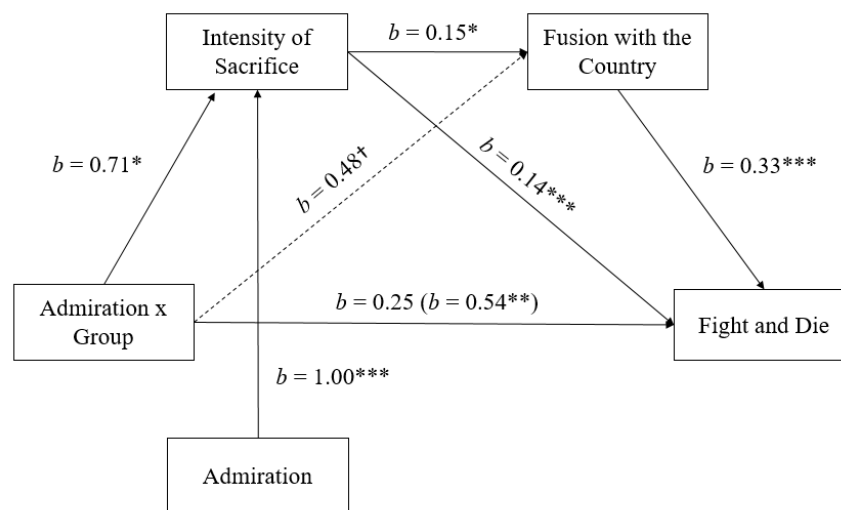 Intensity of
Sacrifice
b = 0.15*
Fusion with the
Country
b = 0.71*
b = 0.48†
b = 0.14***
b = 0.33***
Admiration x
Group
b = 0.25 (b = 0.54**)
Fight and Die
b = 1.00***
Admiration